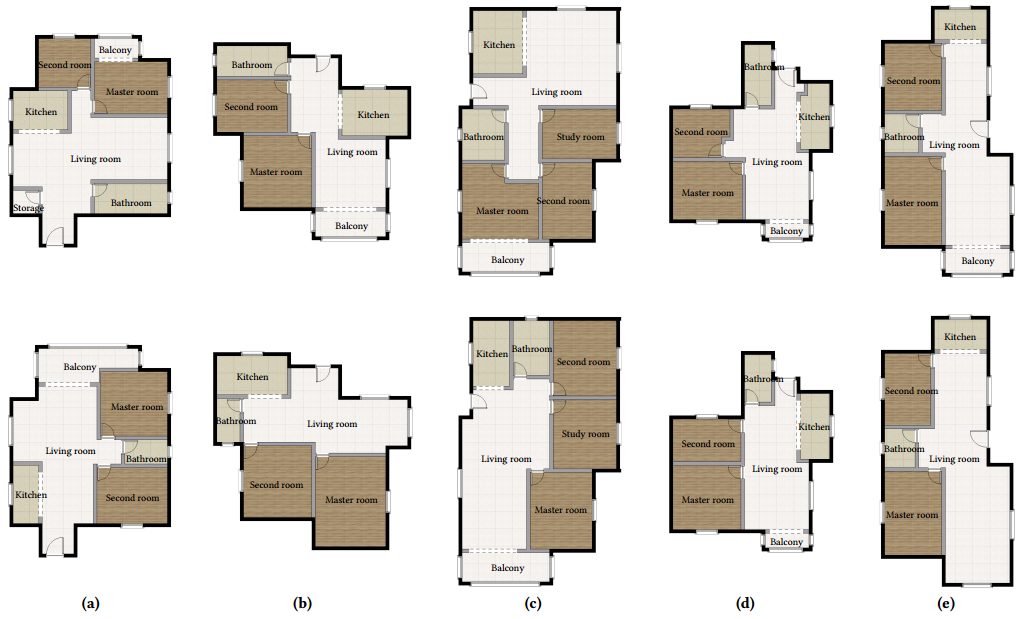 Second room
Balcony
Master room
Kitchen
Living room
Storage
Bathroom
Bathroom
Second room
Kitchen
Living room
Master room
Balcony
Kitchen
Living room
Bathroom
Study room
Second room
Master room
Balcony
Bathroom
Kitchen
Second room
Living room
Master room
Balcony
Kitchen
Second room
Bathroom
Living room
Master room
Balcony
Balcony
Master room
Living room
Bathroom
Kitchen
Second room
Kitchen
Bathroom
Living room
Second room
Master room
Kitchen
Bathroom
Second room
Study room
Living room
Master room
Balcony
Bathroom
Kitchen
Second room
Living room
Master room
Balcony
Kitchen
Second room
Bathroom
Living room
Master room
(a)
(b)
(c)
(d)
(e)